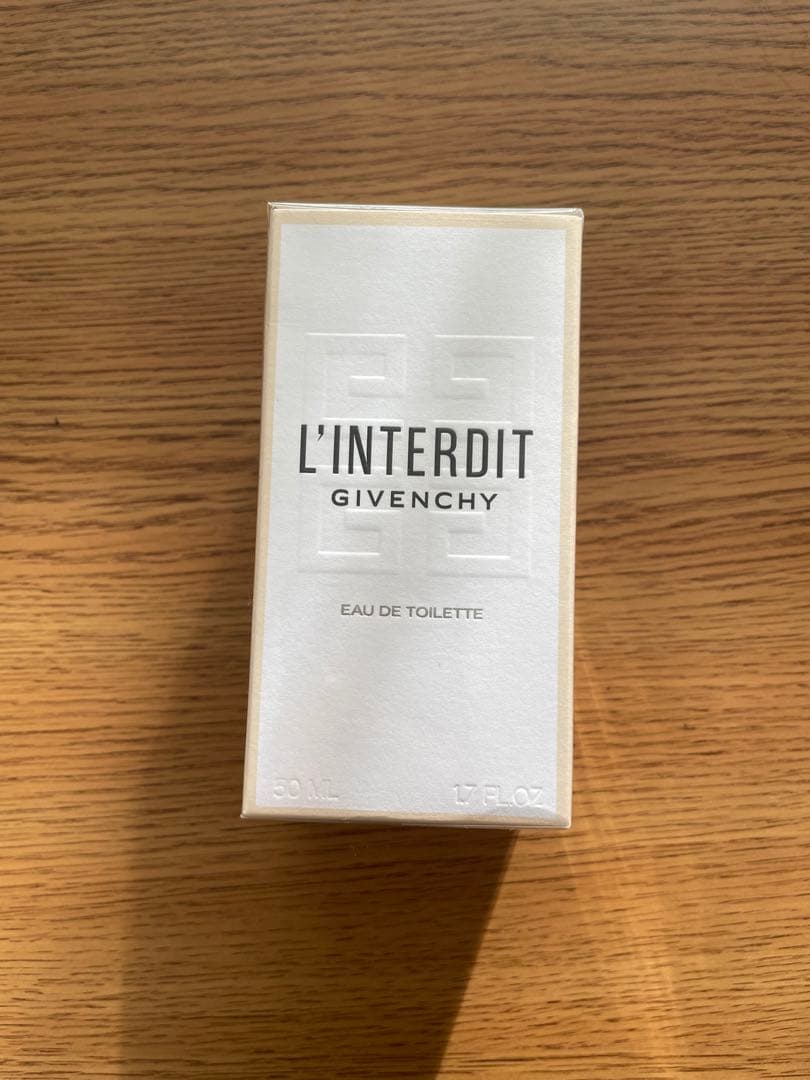 L'INTERDIT
GIVENCHY
EAU DE TOILETTE
50 ML 1.7 FL.OZ